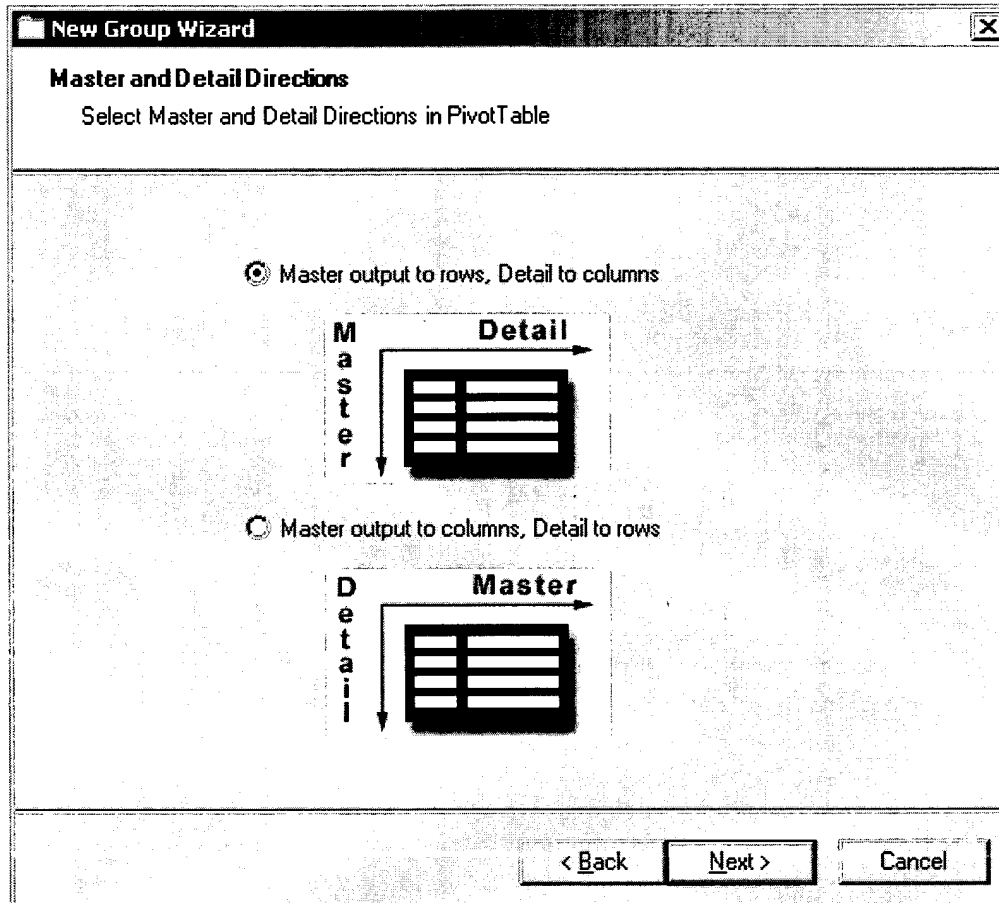 New Group Wizard
Master and Detail Directions
Select Master and Detail Directions in PivotTable
Master output to rows, Detail to columns
Detail
Master
Master output to columns, Detail to rows
Master
Detail
< Back
Next >
Cancel